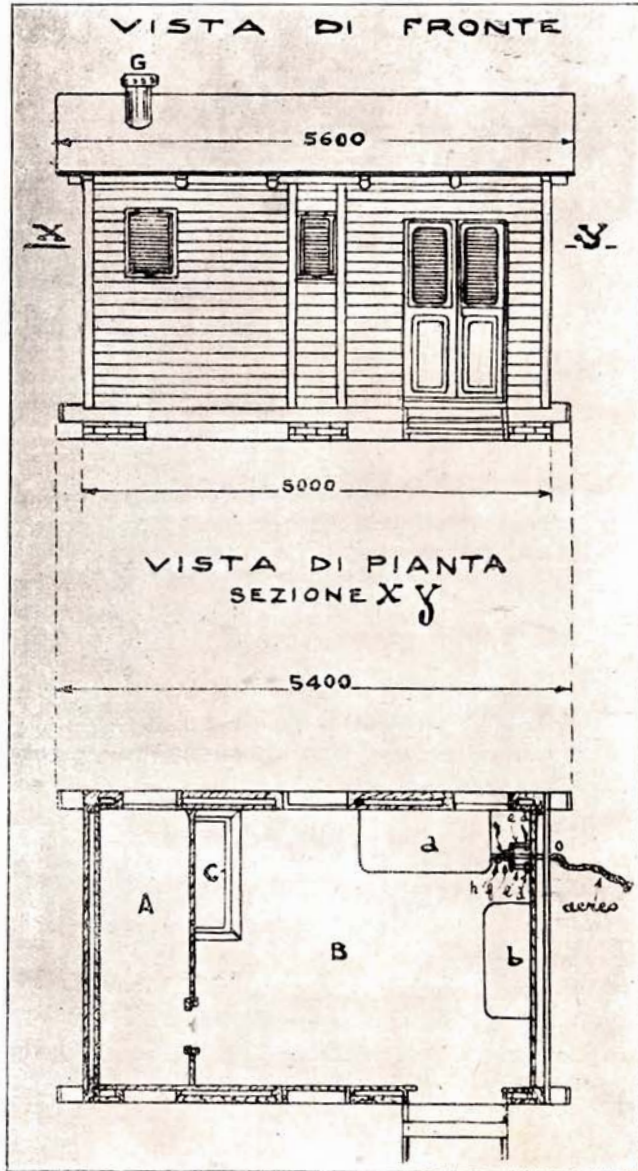 VISTA DI FRONTE
G
5600
X
5000
VISTA DI PIANTA
SEZIONE X Y
5400
a
o
A
B
b
aereo